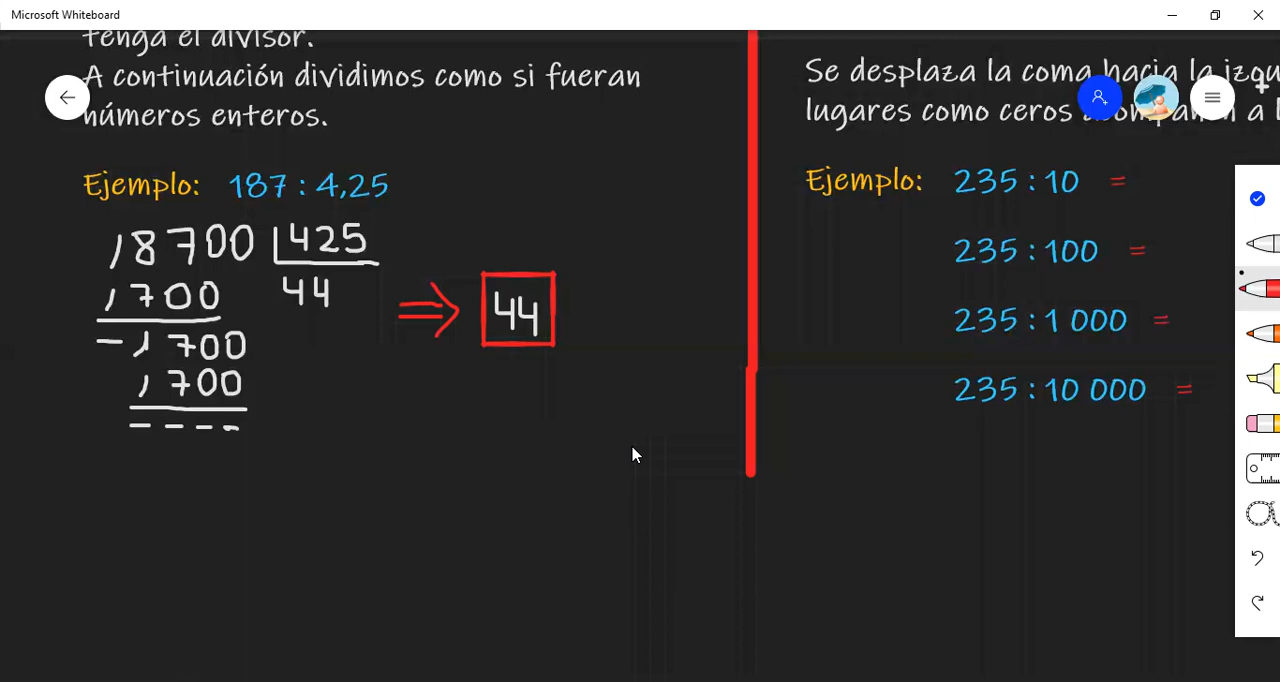 Microsoft Whiteboard
tenga el divisor.
A continuación dividimos como si fueran
números enteros.
Ejemplo: 187 : 4,25
18700 425
1700 44
1700
1700
⇒ 44
Se desplaza la coma hacia la
lugares como ceros a
Ejemplo: 235 : 10 =
235 : 100 =
235 : 1 000 =
235 : 10 000 =